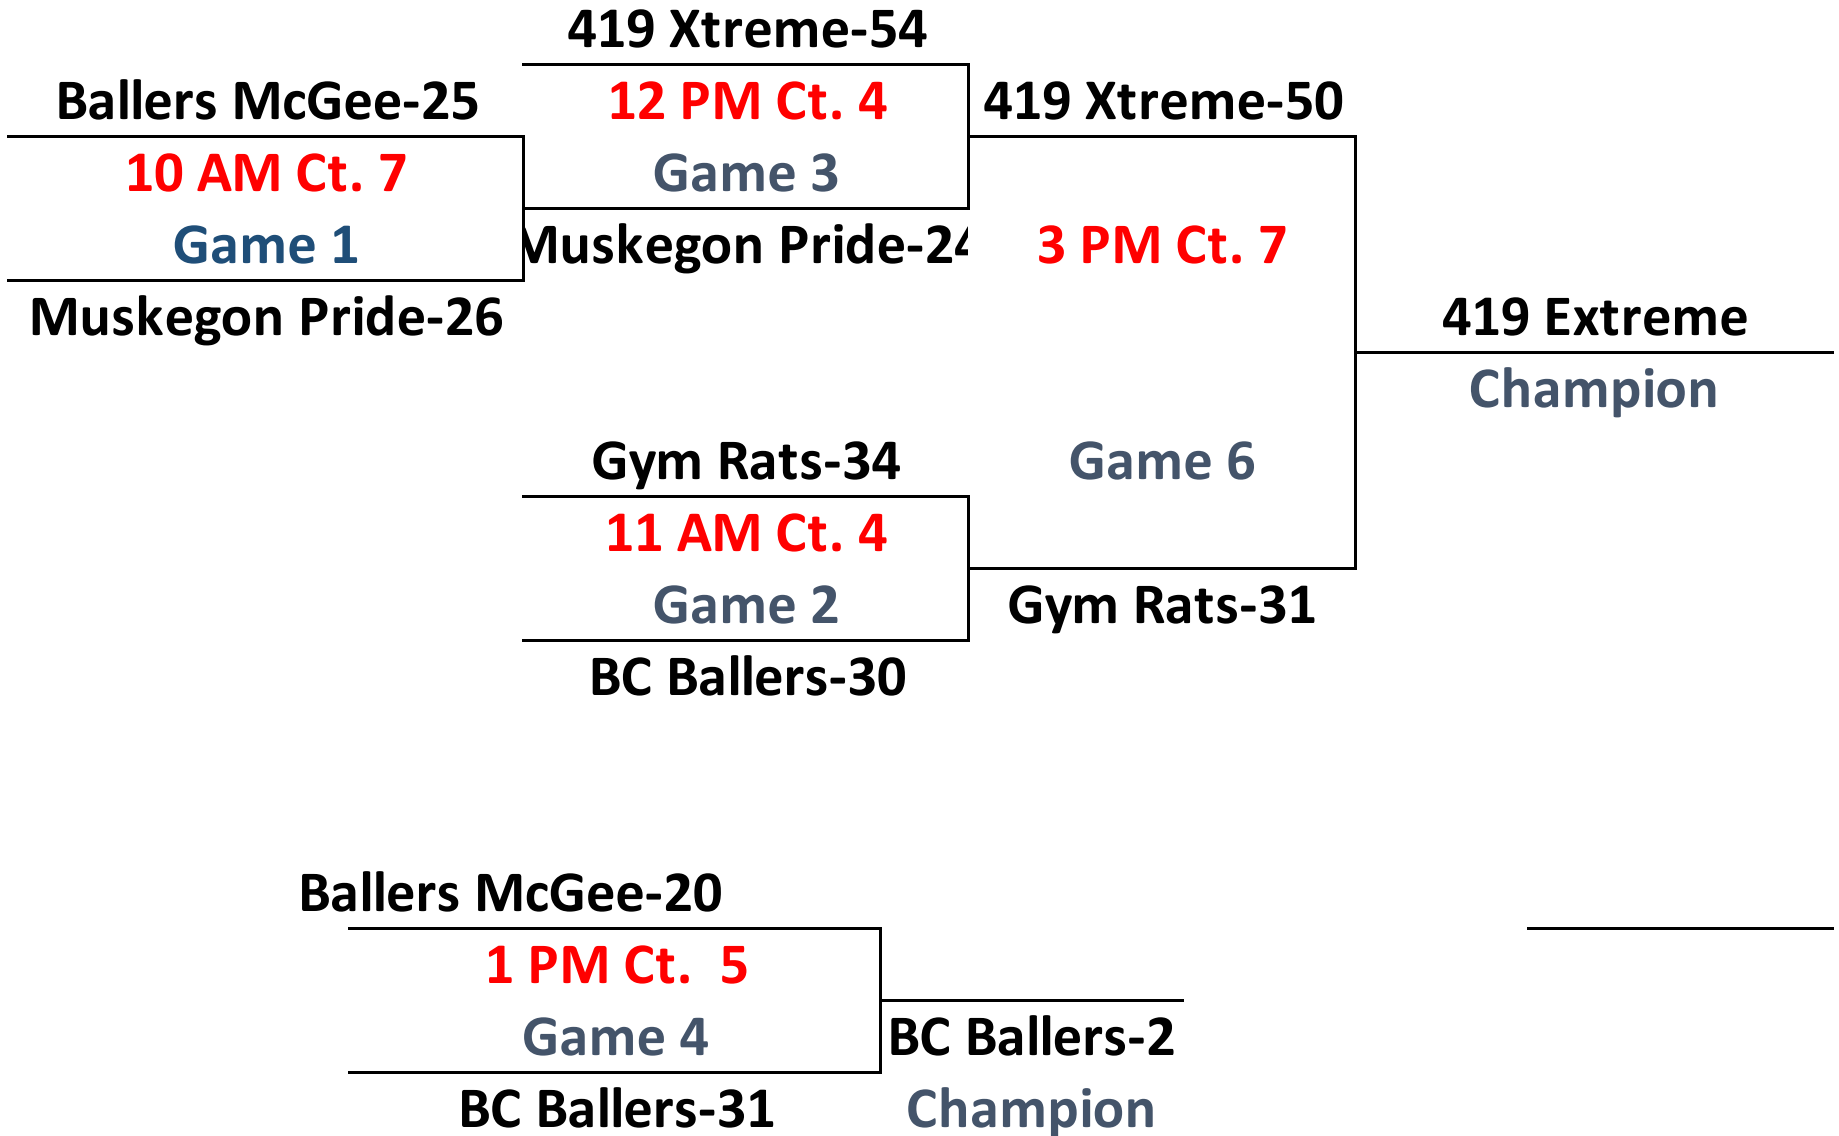 419 Xtreme-54
Ballers McGee-25
12 PM Ct. 4
419 Xtreme-50
10 AM Ct. 7
Game 3
Game 1
Muskegon Pride-24
3 PM Ct. 7
Muskegon Pride-26
419 Extreme
Champion
Gym Rats-34
Game 6
11 AM Ct. 4
Game 2
Gym Rats-31
BC Ballers-30
Ballers McGee-20
1 PM Ct.  5
Game 4
BC Ballers-2
BC Ballers-31
Champion